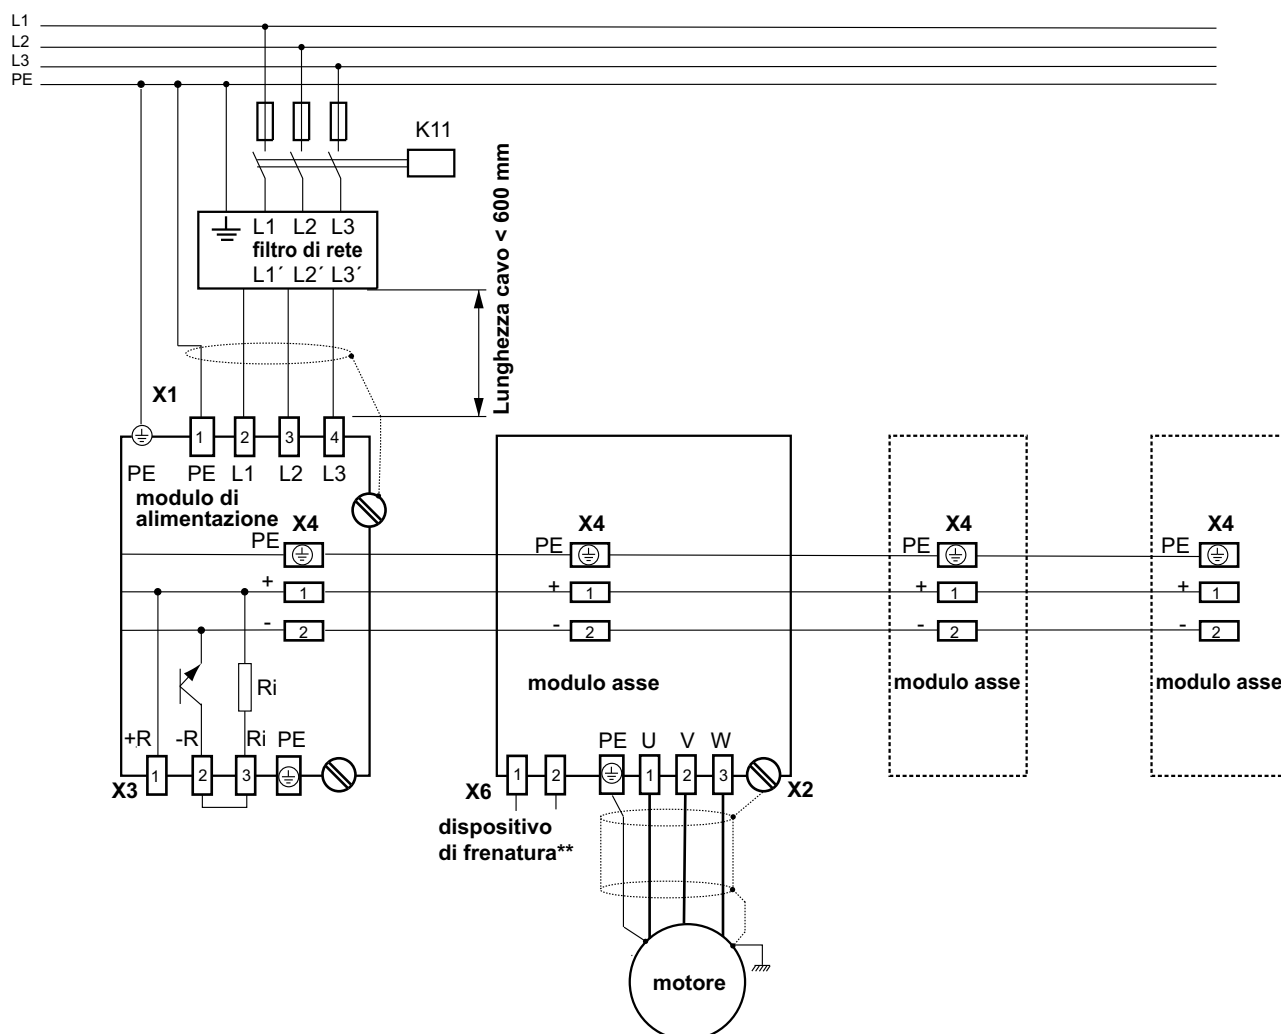 L1
L2
L3
PE
K11
L1 L2 L3
filtro di rete
L1´ L2´ L3´
Lunghezza cavo < 600 mm
X1
1 2 3 4
PE PE L1 L2 L3
modulo di
alimentazione
X4
PE
+ 1
- 2
X4
PE
+ 1
- 2
X4
PE
+ 1
- 2
X4
PE
+ 1
- 2
Ri
modulo asse
modulo asse
modulo asse
+R -R Ri PE
1 2 3
X3
PE U V W
1 2 1 2 3
X6
X2
dispositivo
di frenatura**
motore